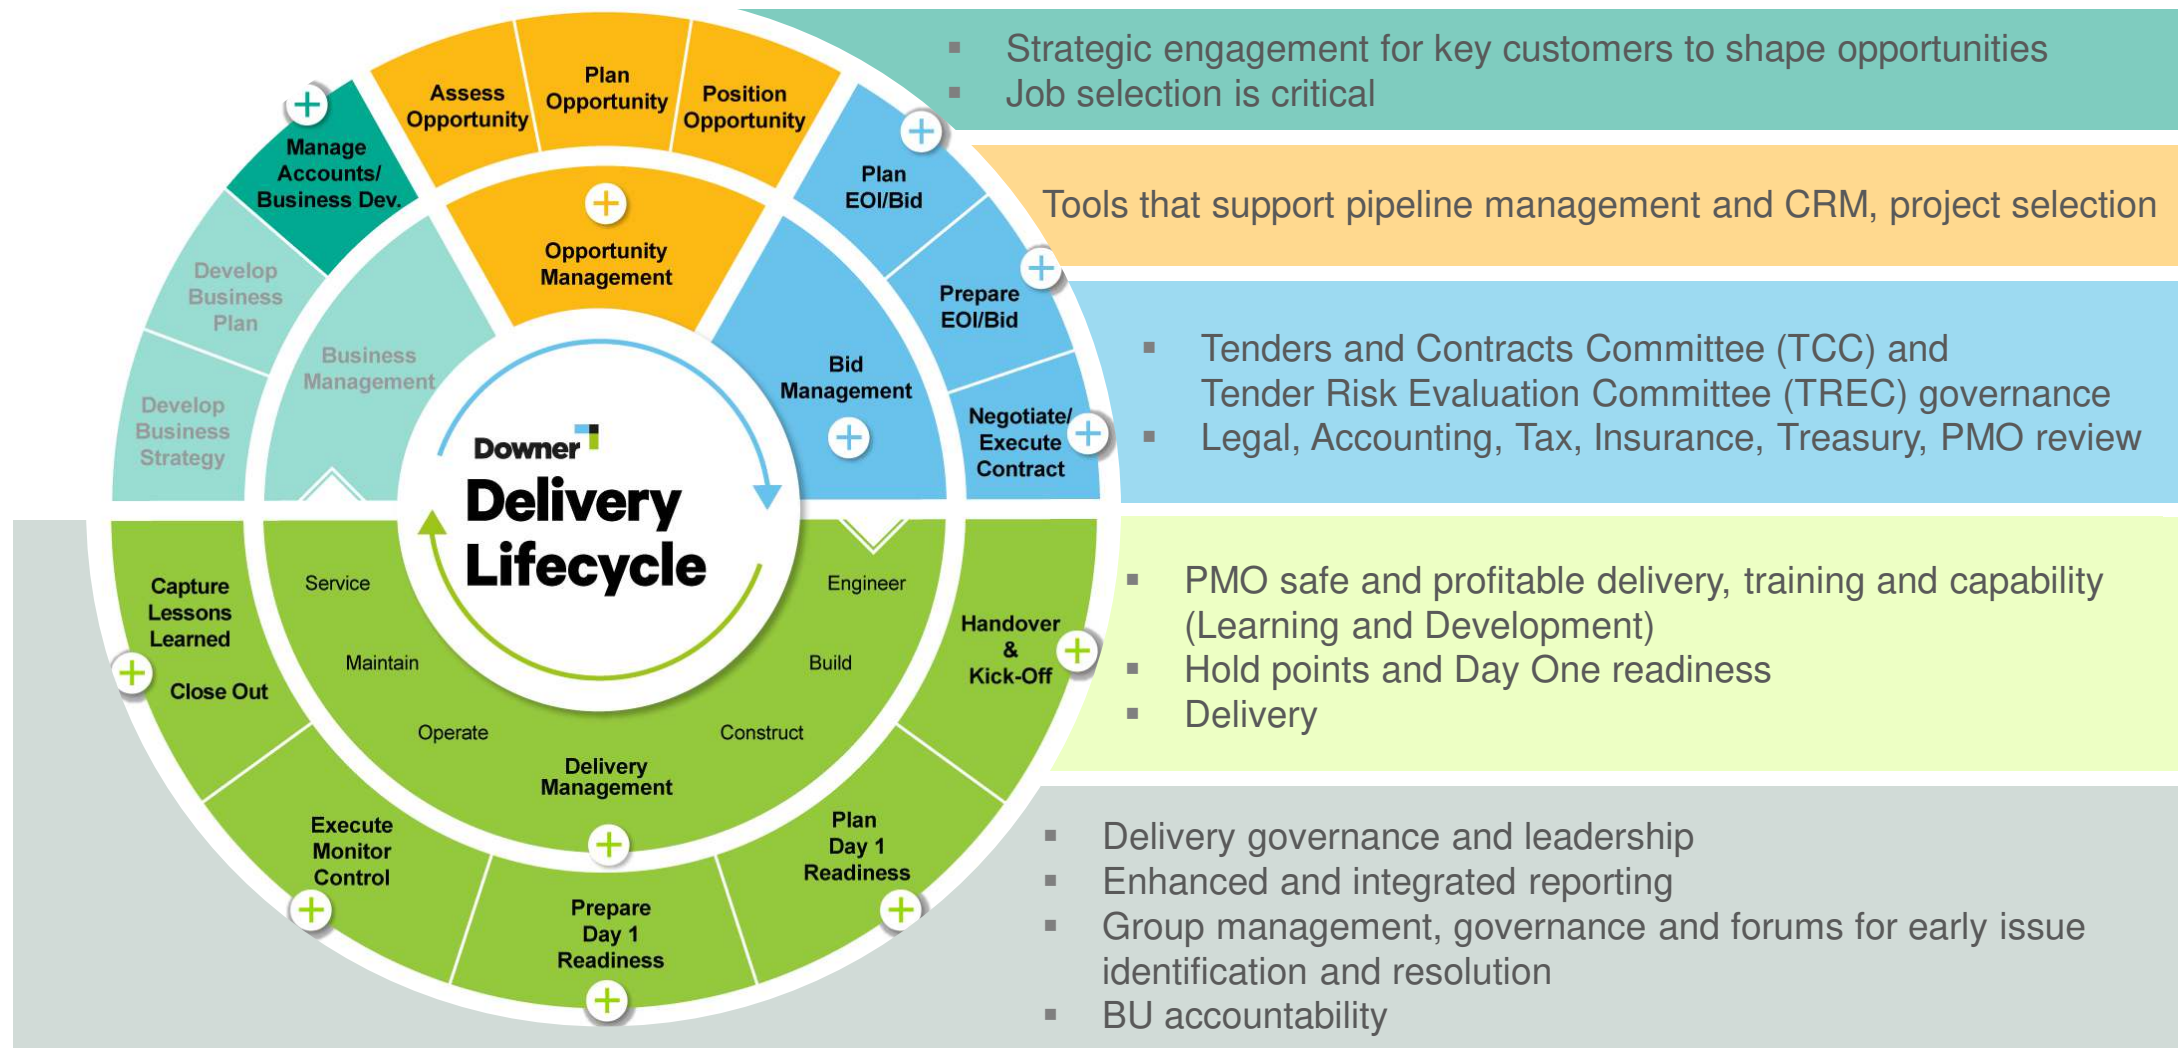 Assess
Opportunity
Plan
Opportunity
Position
Opportunity
Manage
Accounts/
Business Dev.
Develop
Business
Plan
Develop
Business
Strategy
Business
Management
Opportunity
Management
Plan
EOI/Bid
Prepare
EOI/Bid
Negotiate/
Execute
Contract
Bid
Management
Downer
Delivery
Lifecycle
Engineer
Build
Construct
Operate
Maintain
Service
Delivery
Management
Handover
&
Kick-Off
Plan
Day 1
Readiness
Prepare
Day 1
Readiness
Execute
Monitor
Control
Capture
Lessons
Learned
Close Out
▪ Strategic engagement for key customers to shape opportunities
▪ Job selection is critical
Tools that support pipeline management and CRM, project selection
▪ Tenders and Contracts Committee (TCC) and
Tender Risk Evaluation Committee (TREC) governance
▪ Legal, Accounting, Tax, Insurance, Treasury, PMO review
▪ PMO safe and profitable delivery, training and capability
(Learning and Development)
▪ Hold points and Day One readiness
▪ Delivery
▪ Delivery governance and leadership
▪ Enhanced and integrated reporting
▪ Group management, governance and forums for early issue
identification and resolution
▪ BU accountability